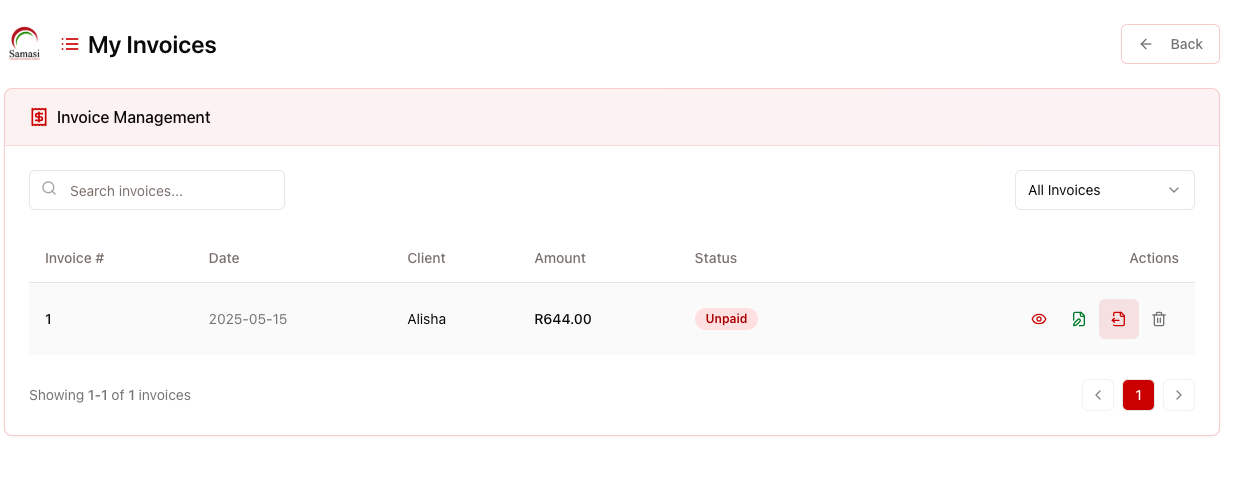 Samasi
My Invoices
Back
Invoice Management
Search invoices...
All Invoices
Invoice # Date Client Amount Status Actions
1 2025-05-15 Alisha R644.00 Unpaid
Showing 1-1 of 1 invoices
1